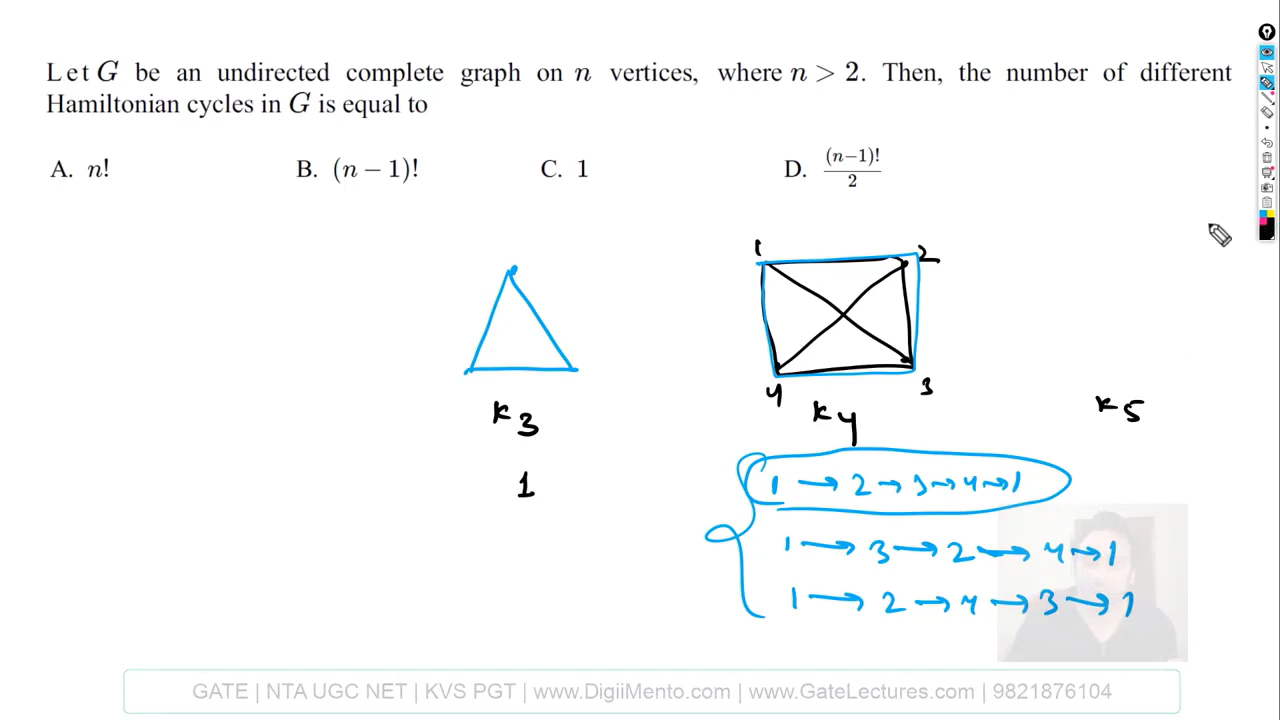 Let G be an undirected complete graph on n vertices, where n > 2. Then, the number of different
Hamiltonian cycles in G is equal to
A. n!
B. (n − 1)!
C. 1
D. (n−1)!/2
1
2
4
3
K3
K4
K5
1
1 → 2 → 3 → 4 → 1
1 → 3 → 2 → 4 → 1
1 → 2 → 4 → 3 → 1
GATE | NTA UGC NET | KVS PGT | www.DigiiMento.com | www.GateLectures.com | 9821876104